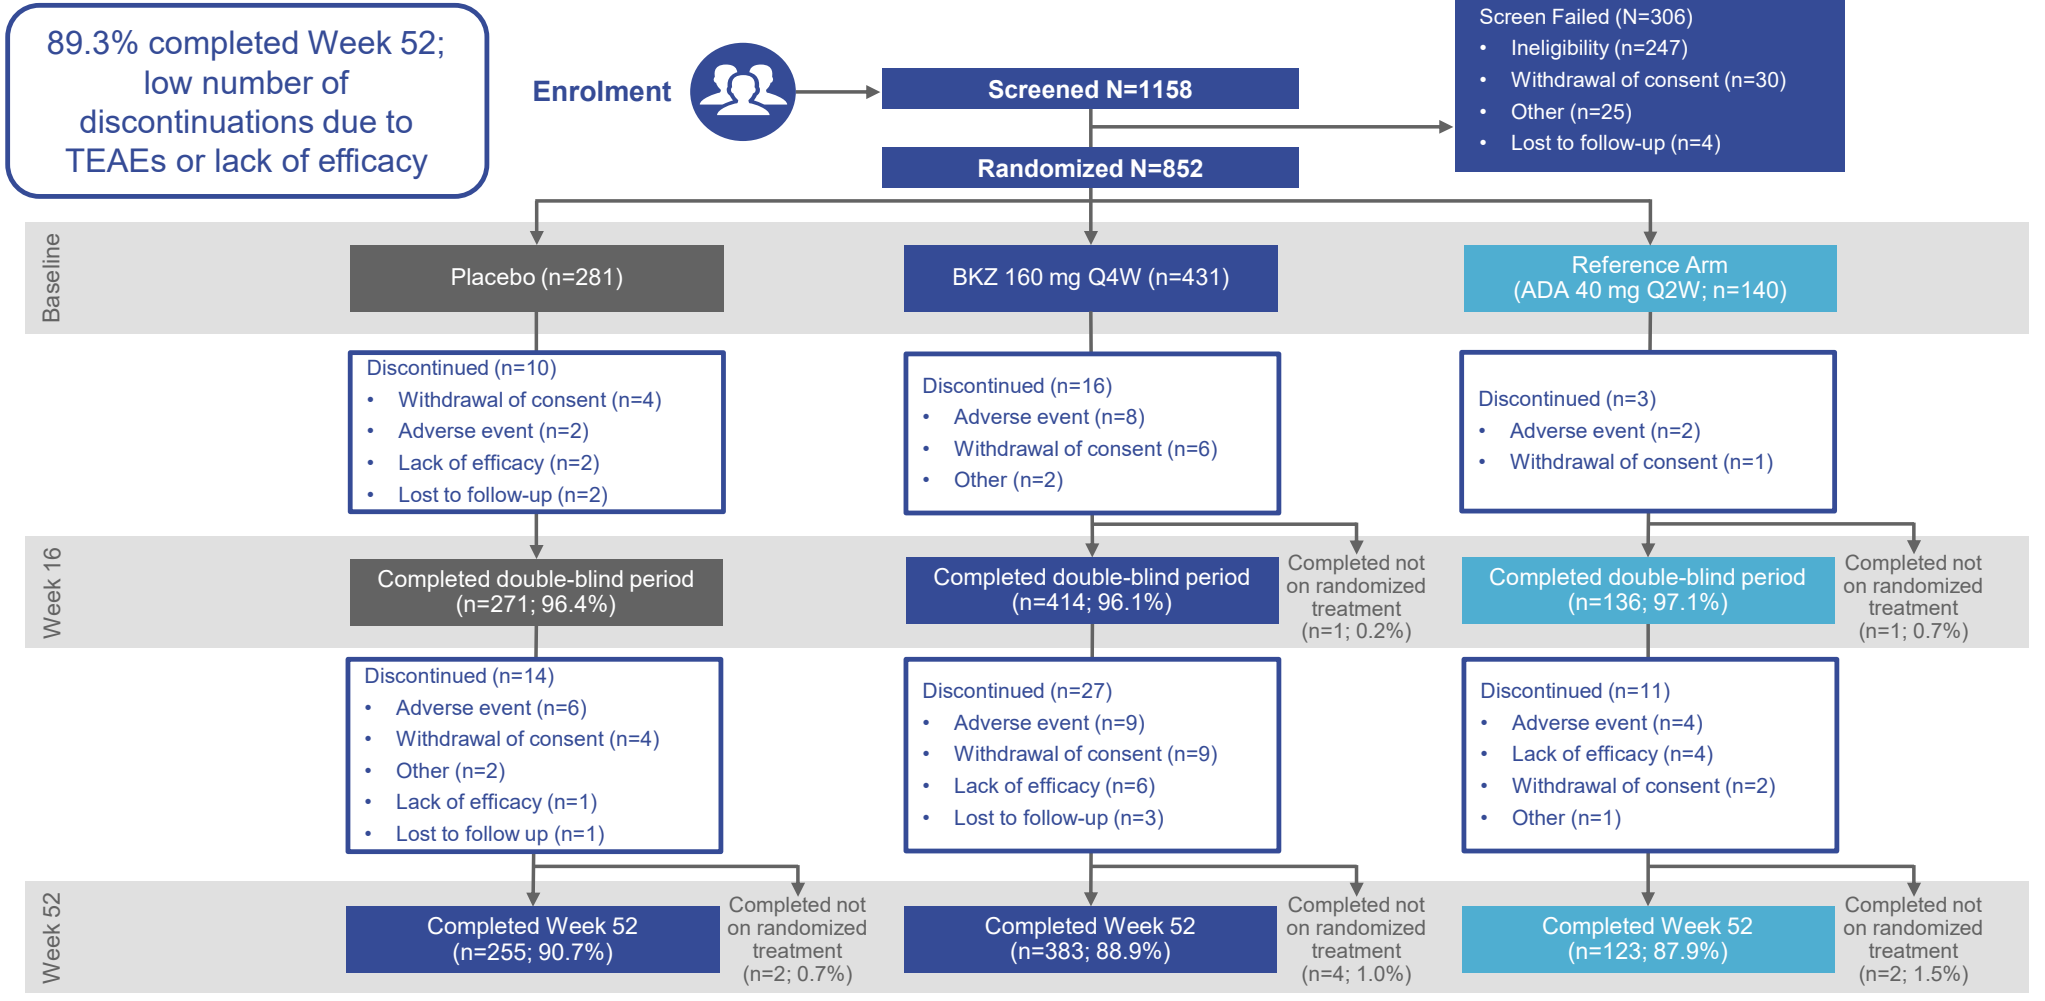 89.3% completed Week 52;
low number of
discontinuations due to
TEAEs or lack of efficacy
Enrolment
Screened N=1158
Screen Failed (N=306)
• Ineligibility (n=247)
• Withdrawal of consent (n=30)
• Other (n=25)
• Lost to follow-up (n=4)
Randomized N=852
Baseline
Placebo (n=281)
BKZ 160 mg Q4W (n=431)
Reference Arm
(ADA 40 mg Q2W; n=140)
Discontinued (n=10)
• Withdrawal of consent (n=4)
• Adverse event (n=2)
• Lack of efficacy (n=2)
• Lost to follow-up (n=2)
Discontinued (n=16)
• Adverse event (n=8)
• Withdrawal of consent (n=6)
• Other (n=2)
Discontinued (n=3)
• Adverse event (n=2)
• Withdrawal of consent (n=1)
Week 16
Completed double-blind period
(n=271; 96.4%)
Completed double-blind period
(n=414; 96.1%)
Completed not
on randomized
treatment
(n=1; 0.2%)
Completed double-blind period
(n=136; 97.1%)
Completed not
on randomized
treatment
(n=1; 0.7%)
Discontinued (n=14)
• Adverse event (n=6)
• Withdrawal of consent (n=4)
• Other (n=2)
• Lack of efficacy (n=1)
• Lost to follow up (n=1)
Discontinued (n=27)
• Adverse event (n=9)
• Withdrawal of consent (n=9)
• Lack of efficacy (n=6)
• Lost to follow-up (n=3)
Discontinued (n=11)
• Adverse event (n=4)
• Lack of efficacy (n=4)
• Withdrawal of consent (n=2)
• Other (n=1)
Week 52
Completed Week 52
(n=255; 90.7%)
Completed not
on randomized
treatment
(n=2; 0.7%)
Completed Week 52
(n=383; 88.9%)
Completed not
on randomized
treatment
(n=4; 1.0%)
Completed Week 52
(n=123; 87.9%)
Completed not
on randomized
treatment
(n=2; 1.5%)